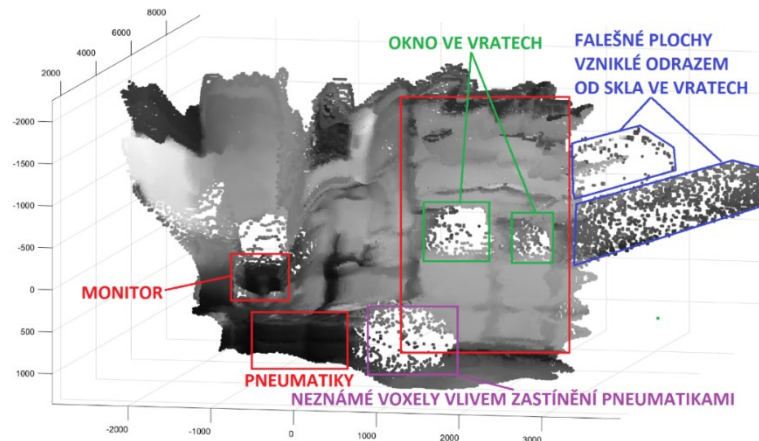 8000
6000
4000
2000
OKNO VE VRATECH
FALEŠNÉ PLOCHY
VZNIKLÉ ODRAZEM
OD SKLA VE VRATECH
-2000
-1500
-1000
-500
0
500
1000
MONITOR
PNEUMATIKY
NEZNÁMÉ VOXELY VLIVEM ZASTÍNĚNÍ PNEUMATIKAMI
-2000
-1000
0
1000
2000
3000